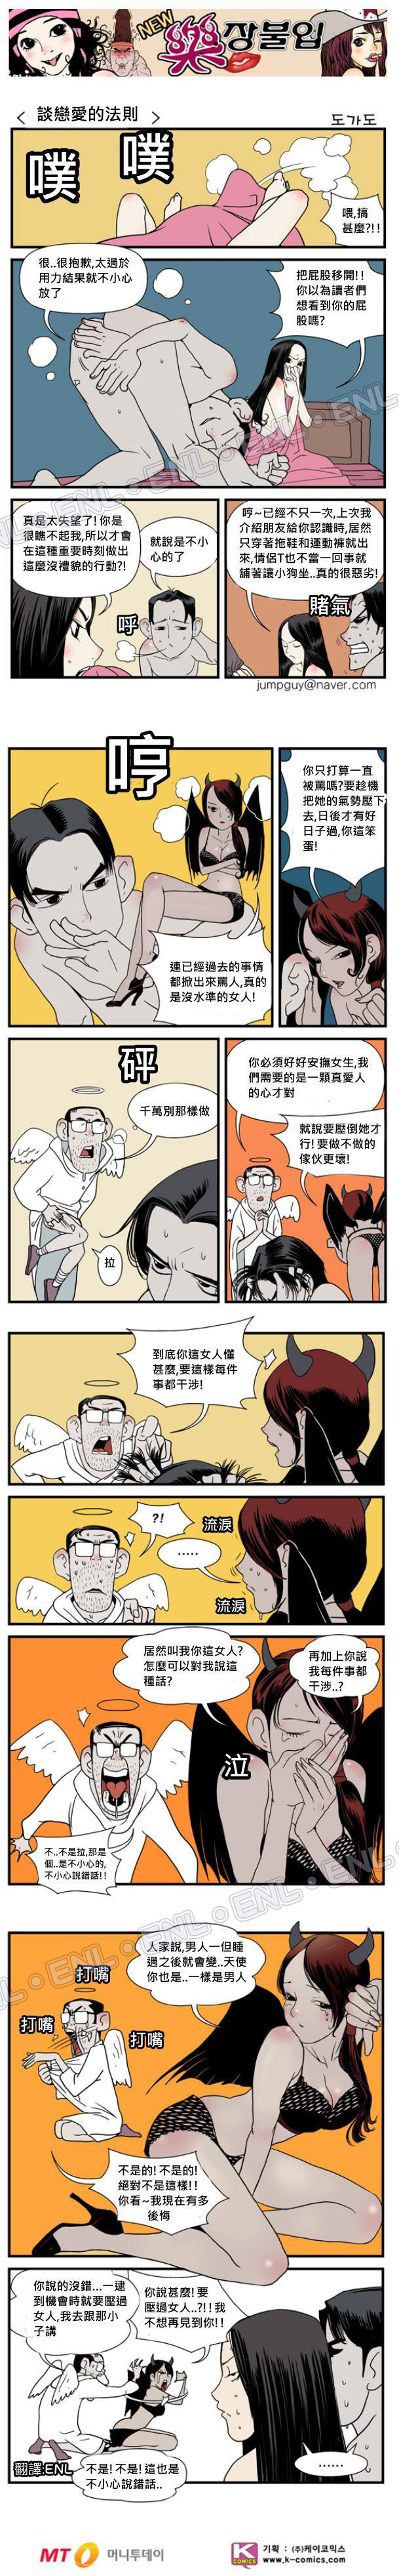 NEW
樂
장불입
< 談戀愛的法則 >
도가도
噗
噗
喂,搞
甚麼?!!
很..很抱歉,太過於
用力結果就不小心
放了
把屁股移開!!
你以為讀者們
想看到你的屁
股嗎?
真是太失望了!你是
很瞧不起我,所以才會
在這種重要時刻做出
這麼沒禮貌的行動?!
就說是不小
心的了
呼
哼~已經不只一次,上次我
介紹朋友給你認識時,居然
只穿著拖鞋和運動褲就出
來,情侶T也不當一回事就
舖著讓小狗坐..真的很惡劣!
賭氣
jumpguy@naver.com
哼
連已經過去的事情
都掀出來罵人,真的
是沒水準的女人!
你只打算一直
被罵嗎?要趁機
把她的氣勢壓下
去,日後才有好
日子過,你這笨
蛋!
砰
千萬別那樣做
拉
你必須好好安撫女生,我
們需要的是一顆真愛人
的心才對
就說要壓倒她才
行!要做不做的
傢伙更壞!
到底你這女人懂
甚麼,要這樣每件
事都干涉!
?!
.....
流淚
流淚
居然叫我你這女人?
怎麼可以對我說這
種話?
再加上你說
我每件事都
干涉..?
泣
不..不是拉,那是
個..是不小心的,
不小心說錯話!!
人家說,男人一但睡
過之後就會變..天使
你也是..一樣是男人
打嘴
打嘴
打嘴
不是的!不是的!
絕對不是這樣!!
你看~我現在有多
後悔
你說的沒錯...一逮
到機會時就要壓過
女人,我去跟那小
子講
你說甚麼!要
壓過女人..?!!我
不想再見到你!!
翻譯:ENL
不是!不是!這也是
不小心說錯話..
......
MTO 머니투데이
K COMICS
기획 : (주)케이코믹스
www.k-comics.com